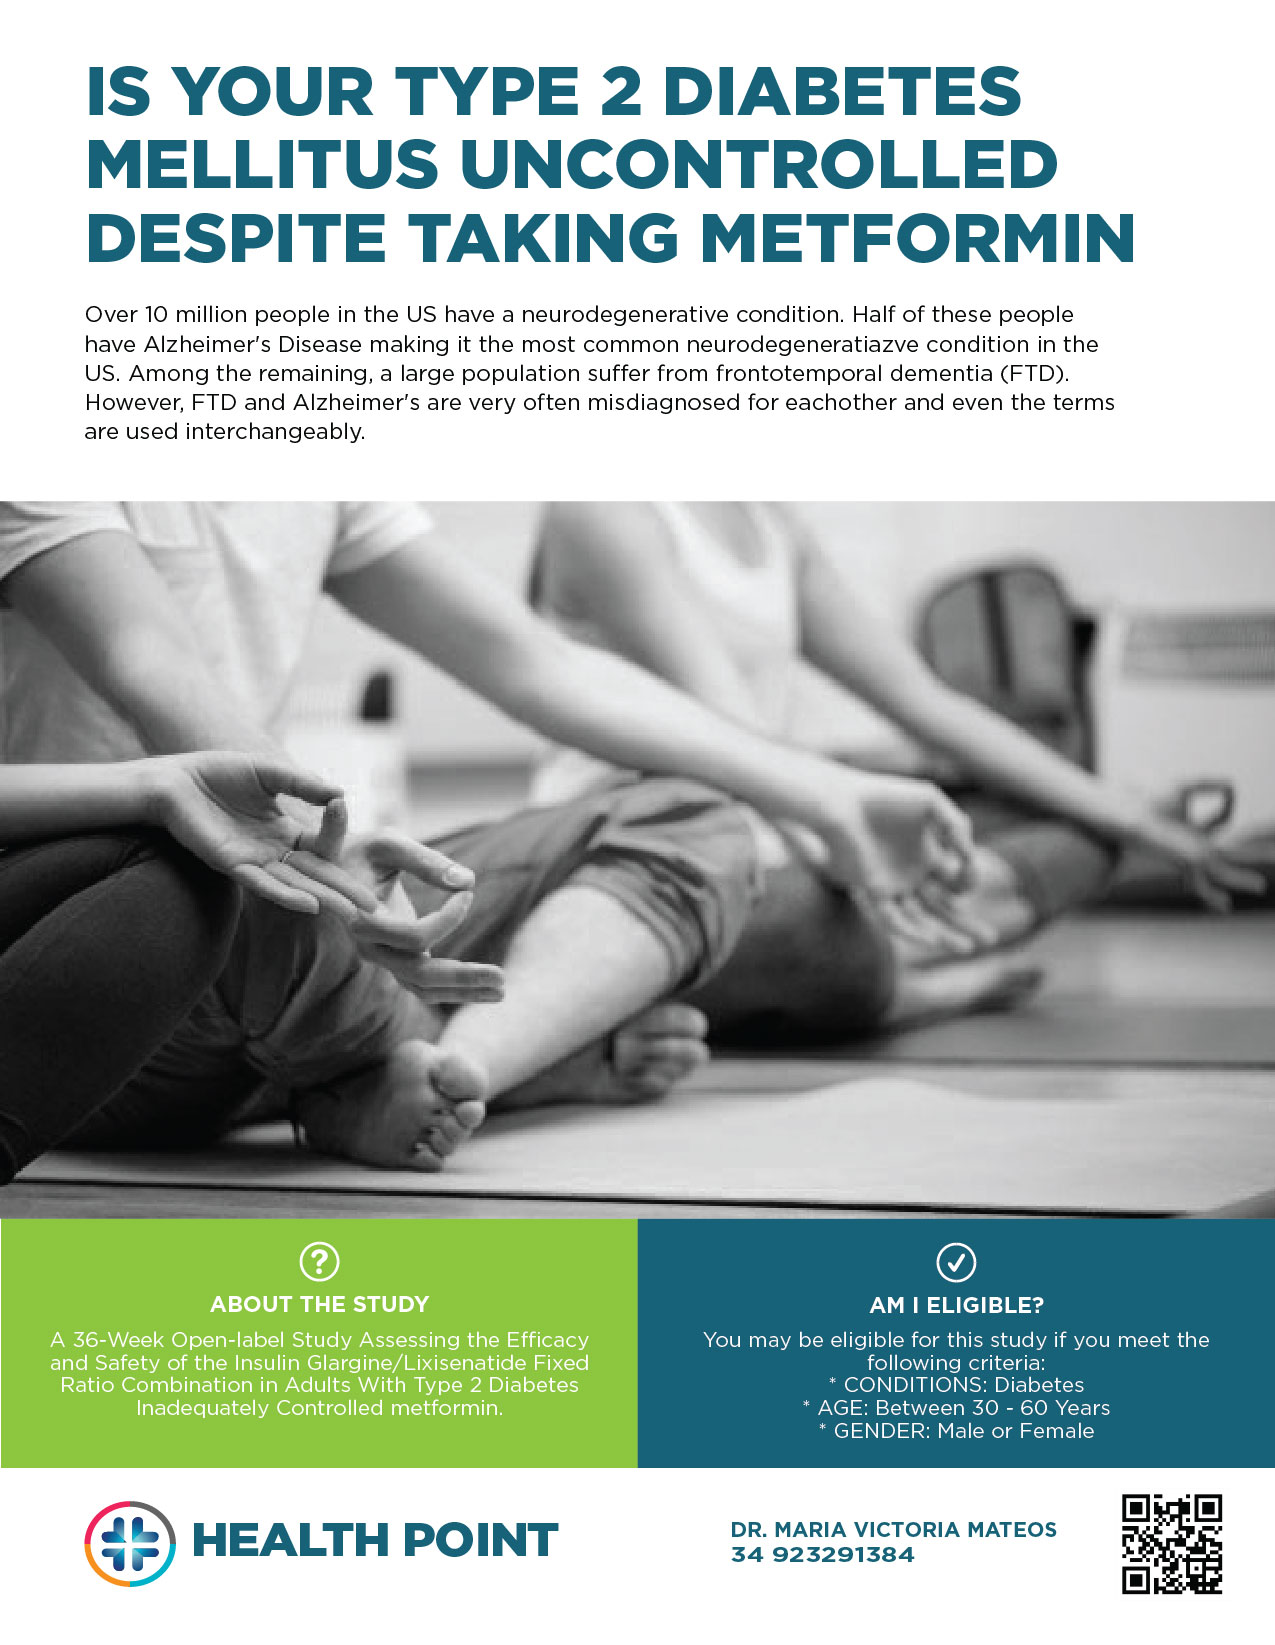 IS YOUR TYPE 2 DIABETES
MELLITUS UNCONTROLLED
DESPITE TAKING METFORMIN
Over 10 million people in the US have a neurodegenerative condition. Half of these people
have Alzheimer's Disease making it the most common neurodegeneratiazve condition in the
US. Among the remaining, a large population suffer from frontotemporal dementia (FTD).
However, FTD and Alzheimer's are very often misdiagnosed for eachother and even the terms
are used interchangeably.
?
ABOUT THE STUDY
A 36-Week Open-label Study Assessing the Efficacy
and Safety of the Insulin Glargine/Lixisenatide Fixed
Ratio Combination in Adults With Type 2 Diabetes
Inadequately Controlled metformin.
AM I ELIGIBLE?
You may be eligible for this study if you meet the
following criteria:
* CONDITIONS: Diabetes
* AGE: Between 30 - 60 Years
* GENDER: Male or Female
HEALTH POINT
DR. MARIA VICTORIA MATEOS
34 923291384